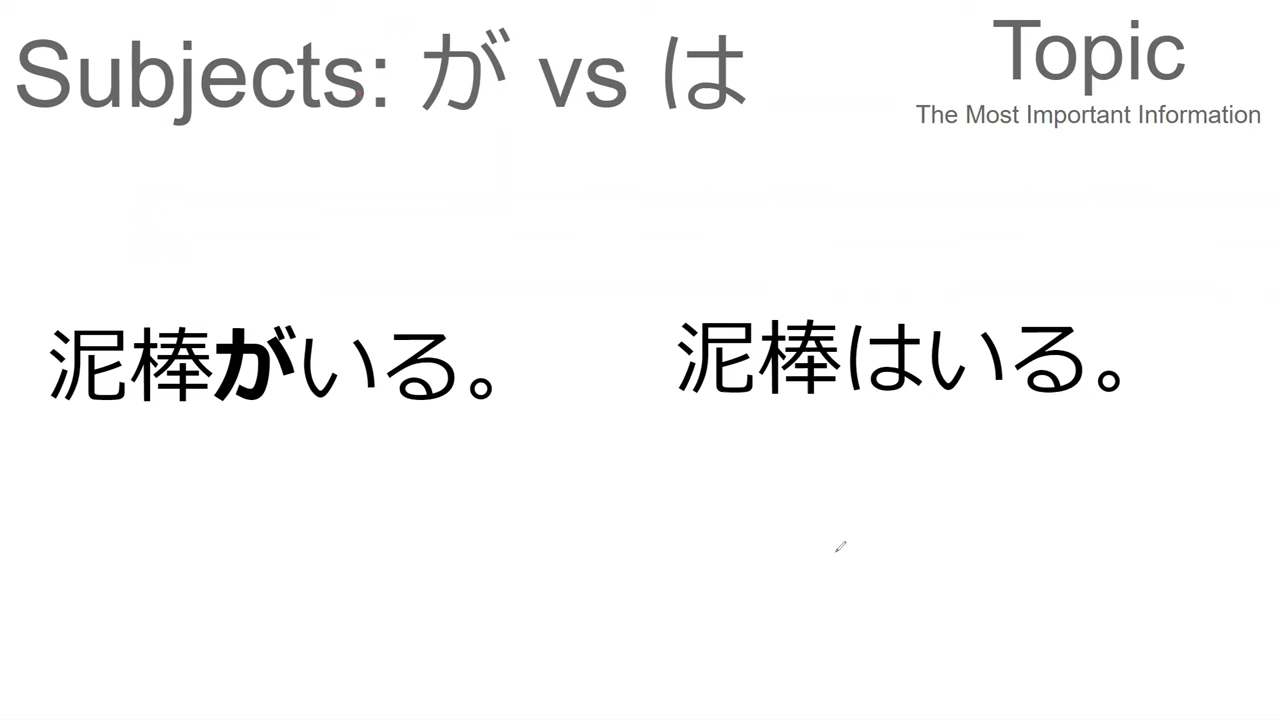 Subjects: が vs は
Topic
The Most Important Information
泥棒がいる。
泥棒はいる。